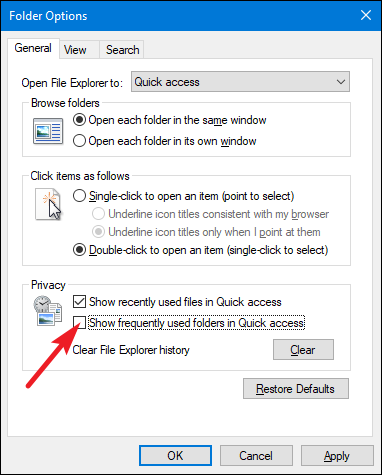 Folder Options
General View Search
Open File Explorer to: Quick access
Browse folders
Open each folder in the same window
Open each folder in its own window
Click items as follows
Single-click to open an item (point to select)
Underline icon titles consistent with my browser
Underline icon titles only when I point at them
Double-click to open an item (single-click to select)
Privacy
Show recently used files in Quick access
Show frequently used folders in Quick access
Clear File Explorer history Clear
Restore Defaults
OK Cancel Apply